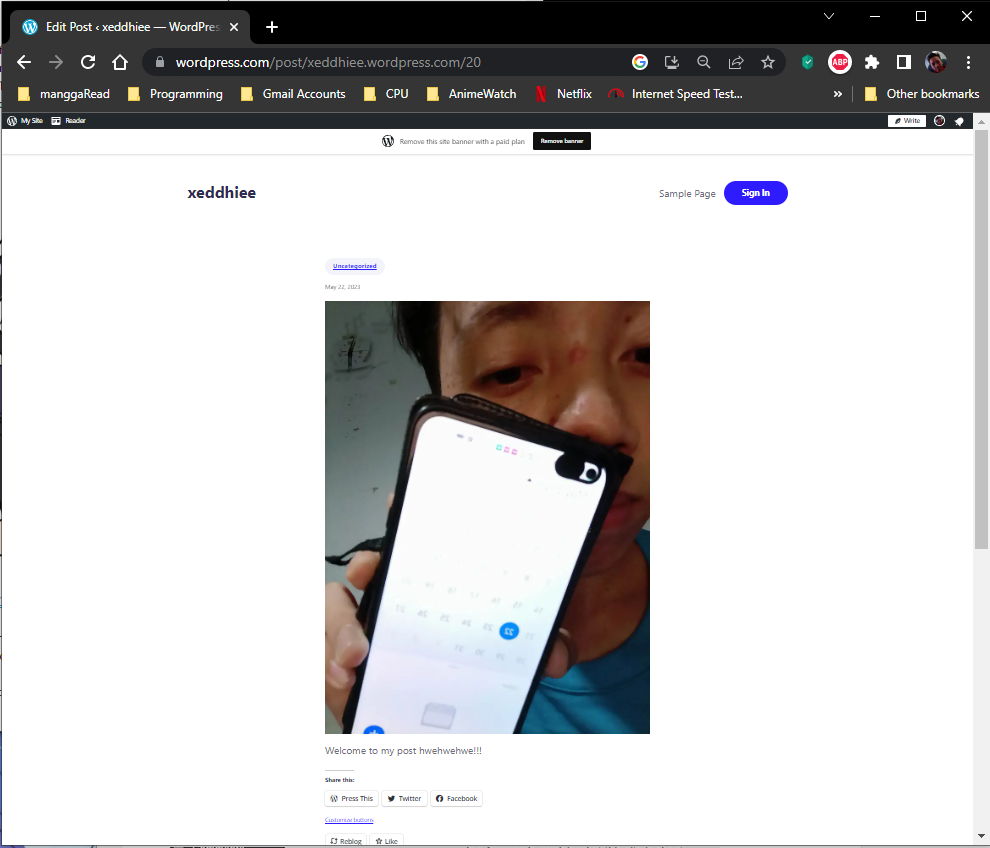 Edit Post ‹ xeddhiee — WordPres
wordpress.com/post/xeddhiee.wordpress.com/20
ABP
manggaRead Programming Gmail Accounts CPU AnimeWatch Netflix Internet Speed Test... » Other bookmarks
My Site Reader Write
Remove this site banner with a paid plan Remove banner
xeddhiee Sample Page Sign In
Uncategorized
May 22, 2023
22
Welcome to my post hwehwehwe!!!
Share this:
Press This Twitter Facebook
Customize buttons
Reblog Like